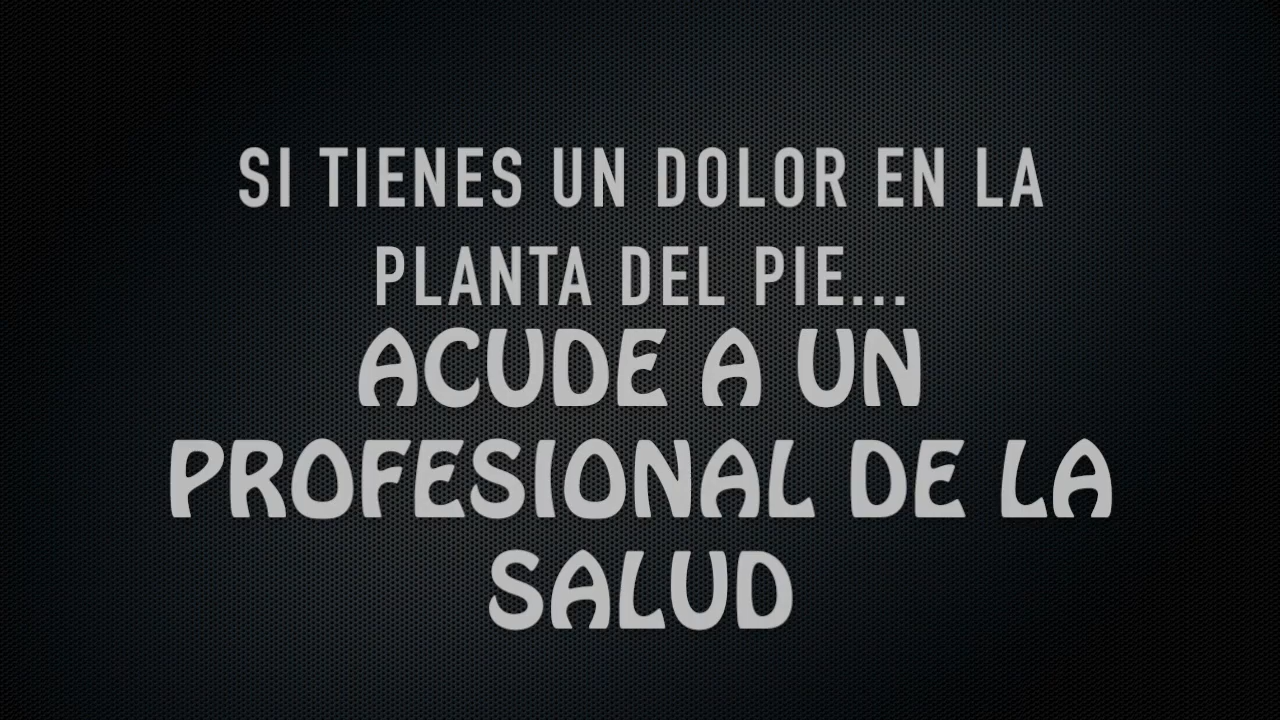 SI TIENES UN DOLOR EN LA
PLANTA DEL PIE...
ACUDE A UN
PROFESIONAL DE LA
SALUD